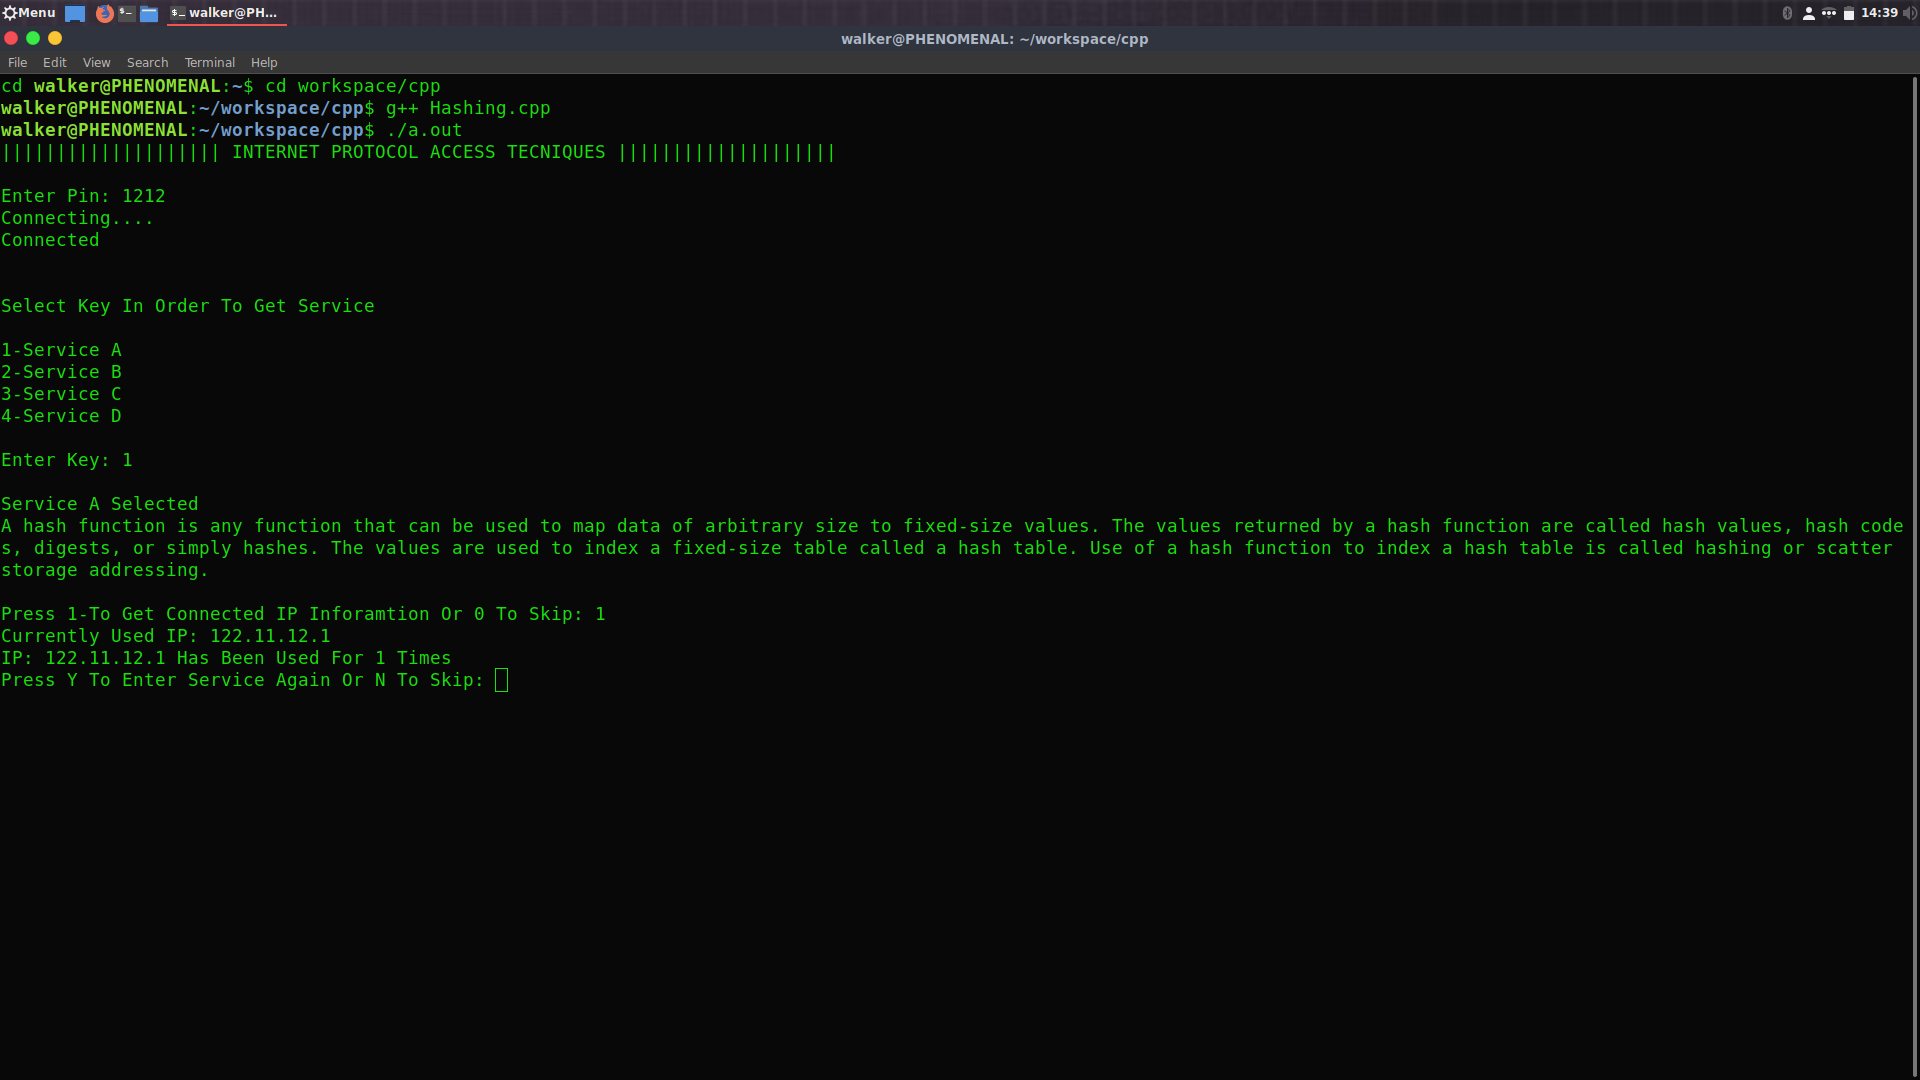 Menu walker@PH... 14:39
walker@PHENOMENAL: ~/workspace/cpp
File Edit View Search Terminal Help
cd walker@PHENOMENAL:~$ cd workspace/cpp
walker@PHENOMENAL:~/workspace/cpp$ g++ Hashing.cpp
walker@PHENOMENAL:~/workspace/cpp$ ./a.out
|||||||||||||||||||| INTERNET PROTOCOL ACCESS TECNIQUES ||||||||||||||||||||
Enter Pin: 1212
Connecting....
Connected
Select Key In Order To Get Service
1-Service A
2-Service B
3-Service C
4-Service D
Enter Key: 1
Service A Selected
A hash function is any function that can be used to map data of arbitrary size to fixed-size values. The values returned by a hash function are called hash values, hash code
s, digests, or simply hashes. The values are used to index a fixed-size table called a hash table. Use of a hash function to index a hash table is called hashing or scatter
storage addressing.
Press 1-To Get Connected IP Inforamtion Or 0 To Skip: 1
Currently Used IP: 122.11.12.1
IP: 122.11.12.1 Has Been Used For 1 Times
Press Y To Enter Service Again Or N To Skip: